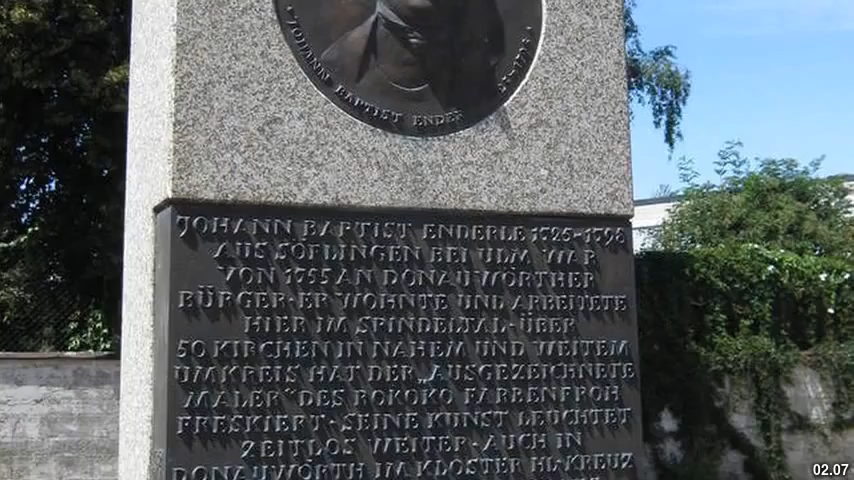 JOHANN BAPTIST ENDERLE
JOHANN BAPTIST ENDERLE 1725-1798
AUS SÖFLINGEN BEI ULM WAR
VON 1755 AN DONAUWÖRTHER
BÜRGER·ER WOHNTE UND ARBEITETE
HIER IM SPINDELTAL·ÜBER
50 KIRCHEN IN NAHEM UND WEITEM
UMKREIS HAT DER „AUSGEZEICHNETE
MALER" DES ROKOKO FARBENFROH
FRESKIERT·SEINE KUNST LEUCHTET
ZEITLOS WEITER·AUCH IN
DONAUWÖRTH IM KLOSTER HL·KREUZ
02.07